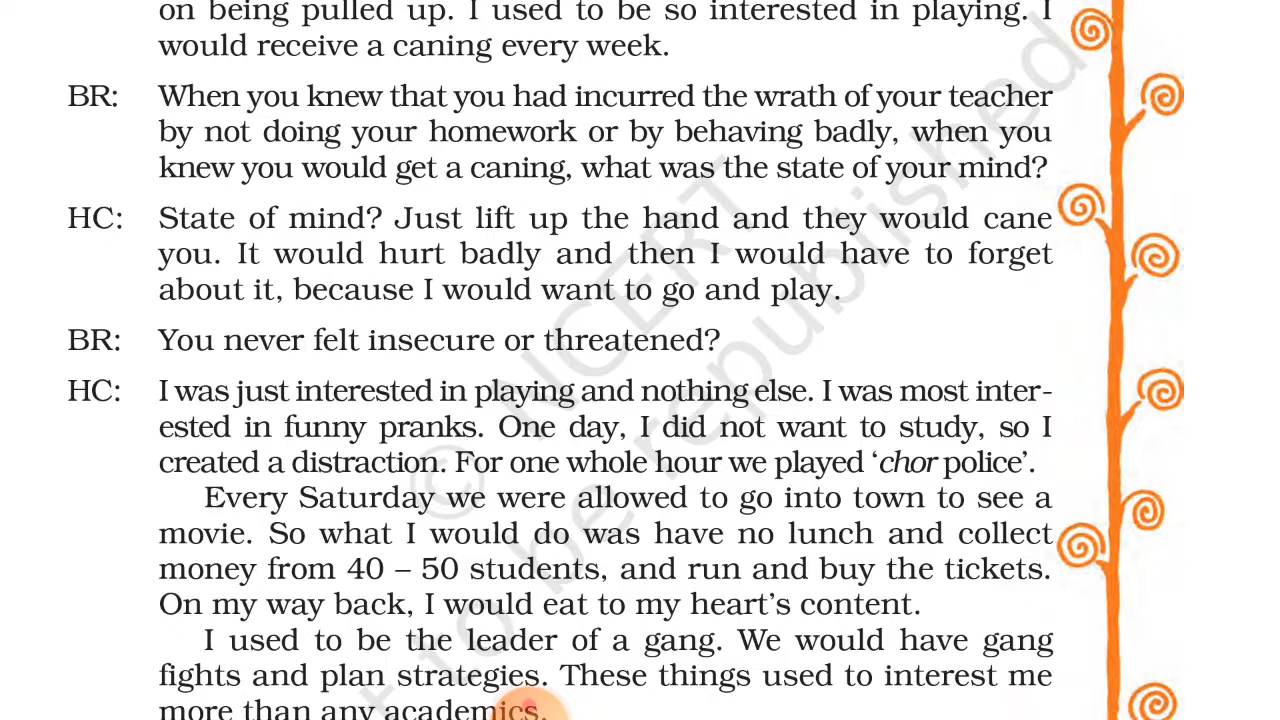 on being pulled up. I used to be so interested in playing. I
would receive a caning every week.
BR: When you knew that you had incurred the wrath of your teacher
by not doing your homework or by behaving badly, when you
knew you would get a caning, what was the state of your mind?
HC: State of mind? Just lift up the hand and they would cane
you. It would hurt badly and then I would have to forget
about it, because I would want to go and play.
BR: You never felt insecure or threatened?
HC: I was just interested in playing and nothing else. I was most inter-
ested in funny pranks. One day, I did not want to study, so I
created a distraction. For one whole hour we played ‘chor police’.
Every Saturday we were allowed to go into town to see a
movie. So what I would do was have no lunch and collect
money from 40 – 50 students, and run and buy the tickets.
On my way back, I would eat to my heart’s content.
I used to be the leader of a gang. We would have gang
fights and plan strategies. These things used to interest me
more than any academics.
© NCERT
t to be republished